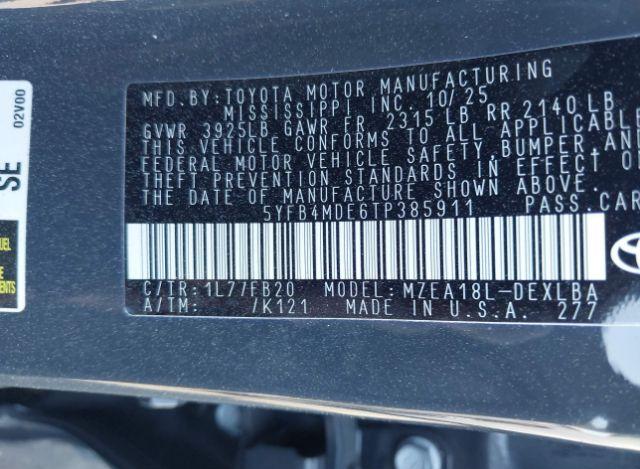 MFD. BY: TOYOTA MOTOR MANUFACTURING
MISSISSIPPI INC. 10/25
GVWR 3925LB GAWR FR. 2315 LB, RR 2140 LB
THIS VEHICLE CONFORMS TO ALL APPLICABLE
FEDERAL MOTOR VEHICLE SAFETY, BUMPER, AND
THEFT PREVENTION STANDARDS IN EFFECT O
THE DATE OF MANUFACTURE SHOWN ABOVE.
5YFB4MDE6TP385911 PASS. CAR
C/TR: 1L77/FB20 MODEL: MZEA18L-DEXLBA
A/TM: /K121 MADE IN U.S.A. 277
02V00
SE